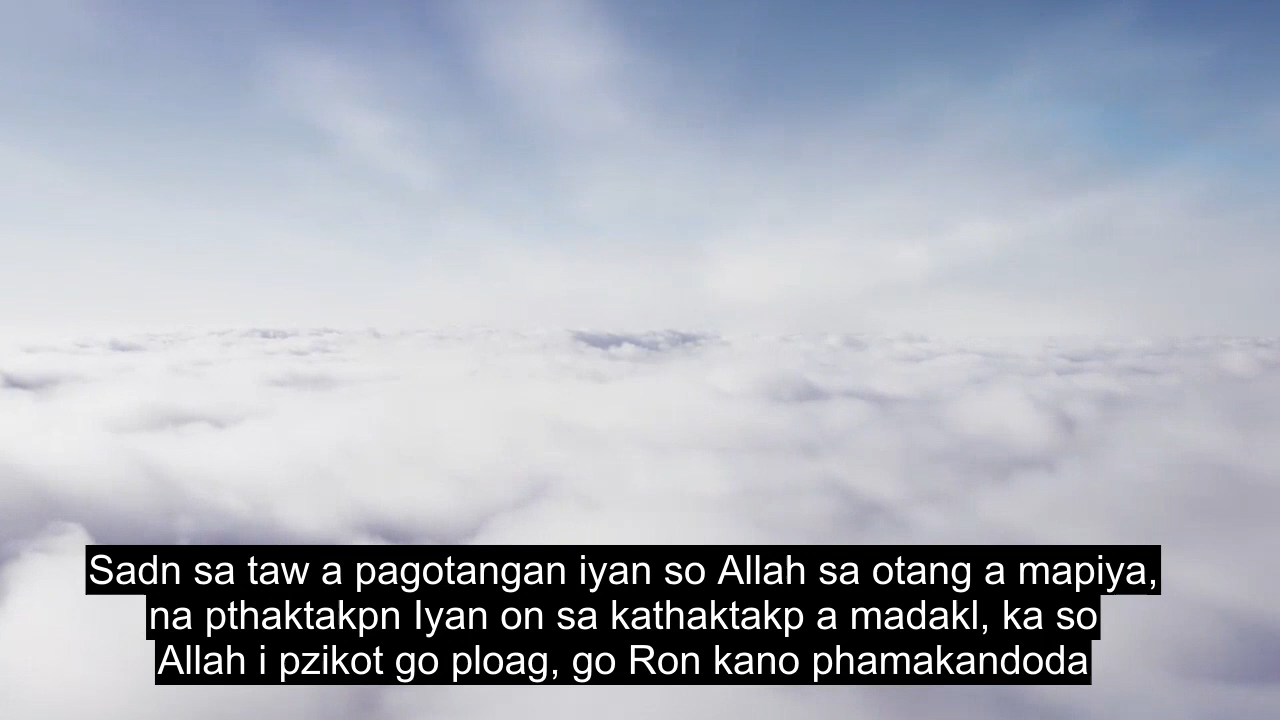 Sadn sa taw a pagotangan iyan so Allah sa otang a mapiya,
na pthaktakpn Iyan on sa kathaktakp a madakl, ka so
Allah i pzikot go ploag, go Ron kano phamakandoda